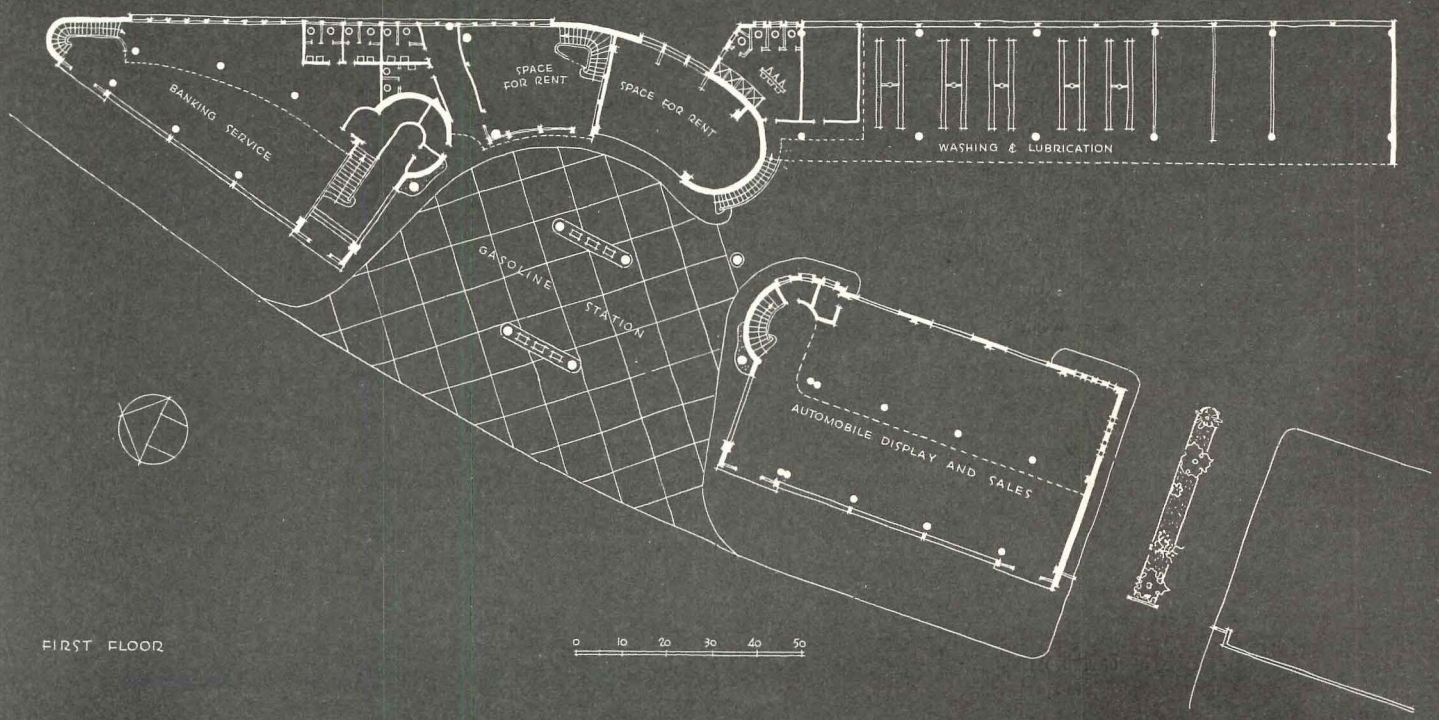 SPACE
FOR RENT
SPACE FOR RENT
BANKING SERVICE
WASHING & LUBRICATION
GASOLINE STATION
AUTOMOBILE DISPLAY AND SALES
FIRST FLOOR
0 10 20 30 40 50